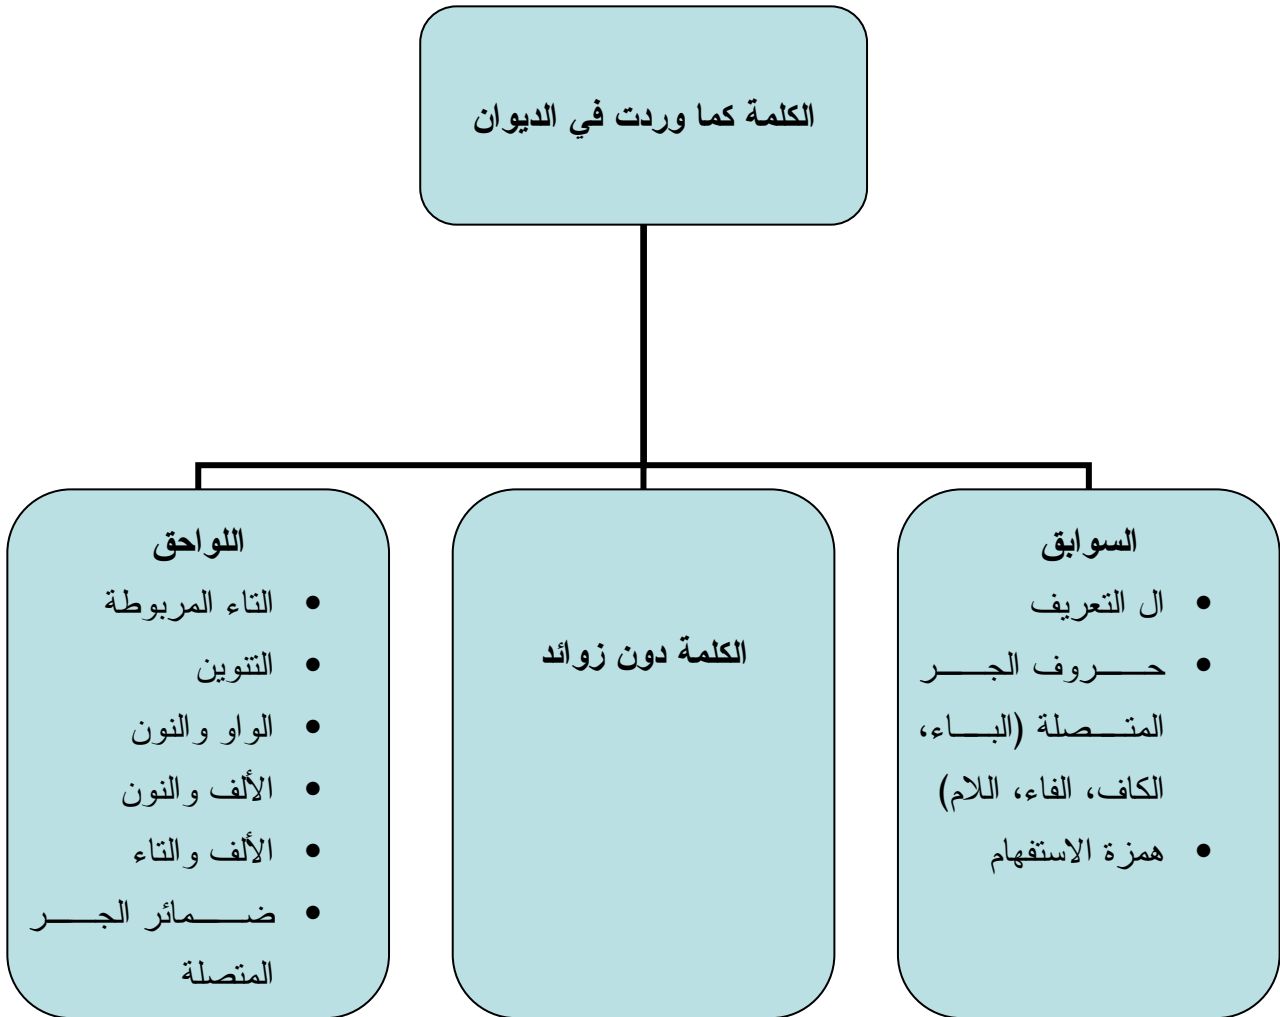 الكلمة كما وردت في الديوان
السوابق
• ال التعريف
• حروف الجر
المتصلة (الباء،
الكاف، الفاء، اللام)
• همزة الاستفهام
الكلمة دون زوائد
اللواحق
• التاء المربوطة
• التنوين
• الواو والنون
• الألف والنون
• الألف والتاء
• ضمائر الجر
المتصلة